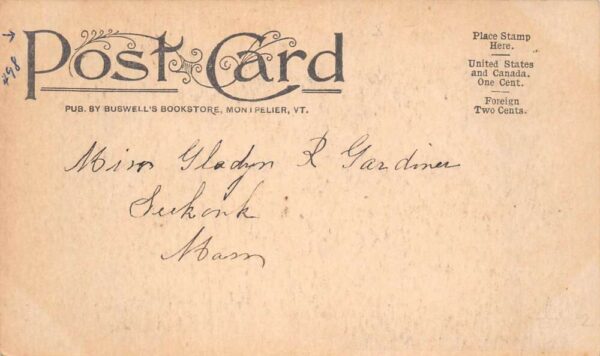 Post Card
PUB. BY BUSWELL'S BOOKSTORE, MONTPELIER, VT.
Place Stamp
Here.
United States
and Canada.
One Cent.
Foreign
Two Cents.
#98
Miss Gladys R Gardiner
Seekonk
Mass